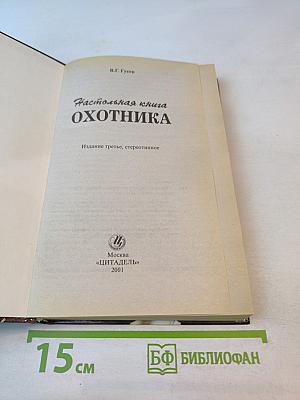 В.Г. Гусев
Настольная книга
ОХОТНИКА
Издание третье, стереотипное
Ц
Москва
«ЦИТАДЕЛЬ»
2001
15 см
БФ БИБЛИОФАН